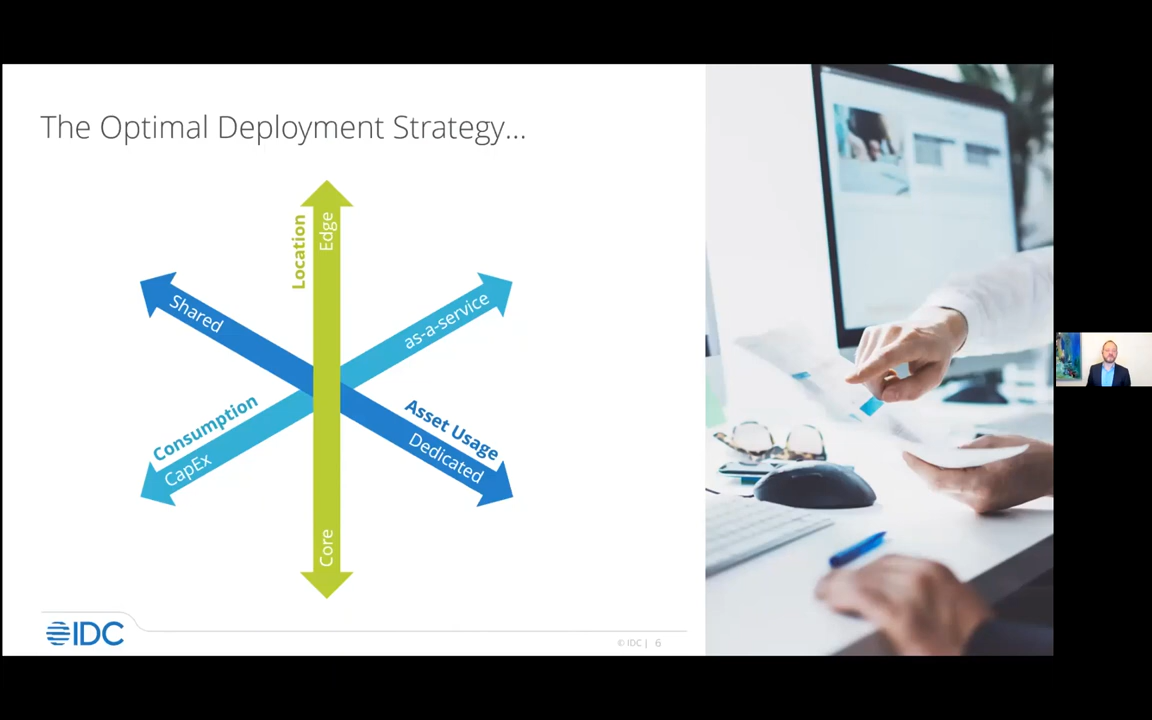 The Optimal Deployment Strategy...
Location
Edge
Shared
as-a-service
Consumption
CapEx
Asset Usage
Dedicated
Core
IDC
© IDC | 6